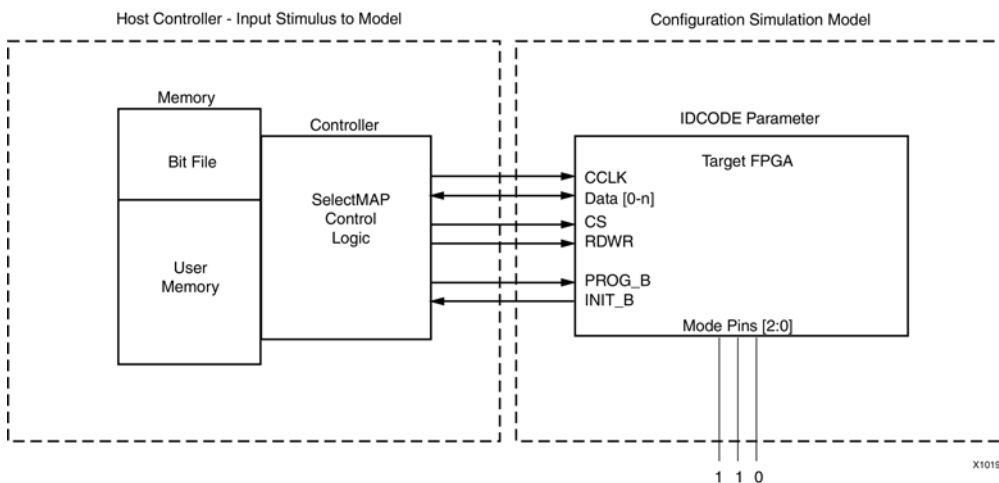 Host Controller - Input Stimulus to Model
Configuration Simulation Model
Memory
Controller
IDCODE Parameter
Bit File
Target FPGA
CCLK
SelectMAP
Control
Logic
Data [0-n]
CS
RDWR
User
Memory
PROG_B
INIT_B
Mode Pins [2:0]
X1019
1 1 0